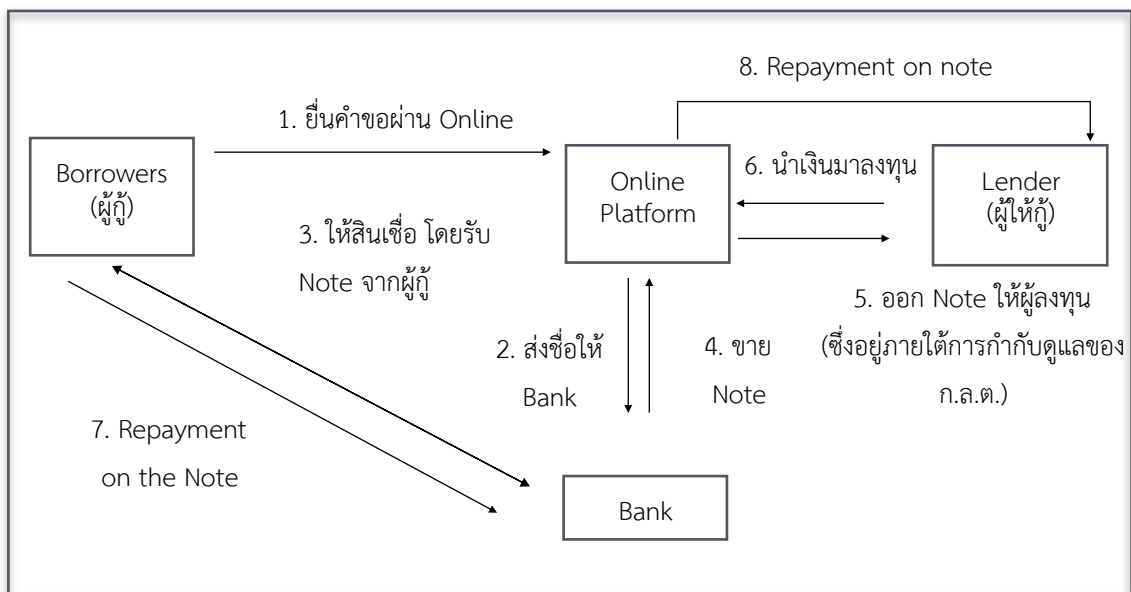 8. Repayment on note
1. ยื่นคำขอผ่าน Online
Borrowers
(ผู้กู้)
Online
Platform
6. นำเงินมาลงทุน
Lender
(ผู้ให้กู้)
3. ให้สินเชื่อ โดยรับ
Note จากผู้กู้
5. ออก Note ให้ผู้ลงทุน
(ซึ่งอยู่ภายใต้การกำกับดูแลของ
ก.ล.ต.)
2. ส่งชื่อให้
Bank
4. ขาย
Note
7. Repayment
on the Note
Bank